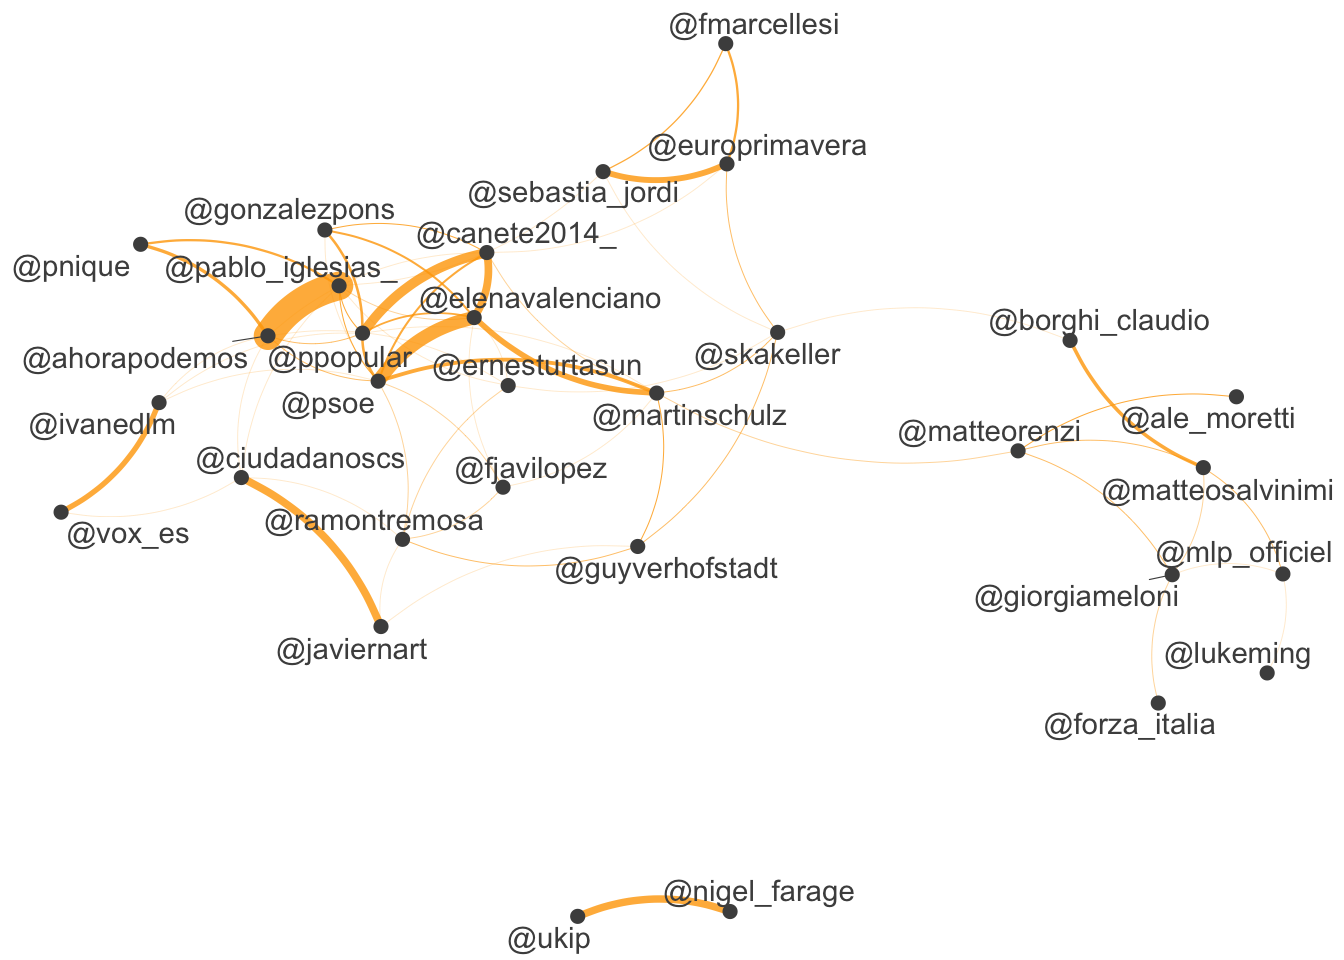 @fmarcellesi
@europrimavera
@sebastia_jordi
@gonzalezpons
@canete2014_
@pnique
@pablo_iglesias_
@elenavalenciano
@borghi_claudio
@ahorapodemos
@ppopular
@skakeller
@ernesturtasun
@psoe
@martinschulz
@ale_moretti
@ivanedlm
@matteorenzi
@ciudadanoscs
@fjavilopez
@matteosalvinimi
@ramontremosa
@vox_es
@mlp_officiel
@guyverhofstadt
@giorgiameloni
@javiernart
@lukeming
@forza_italia
@nigel_farage
@ukip